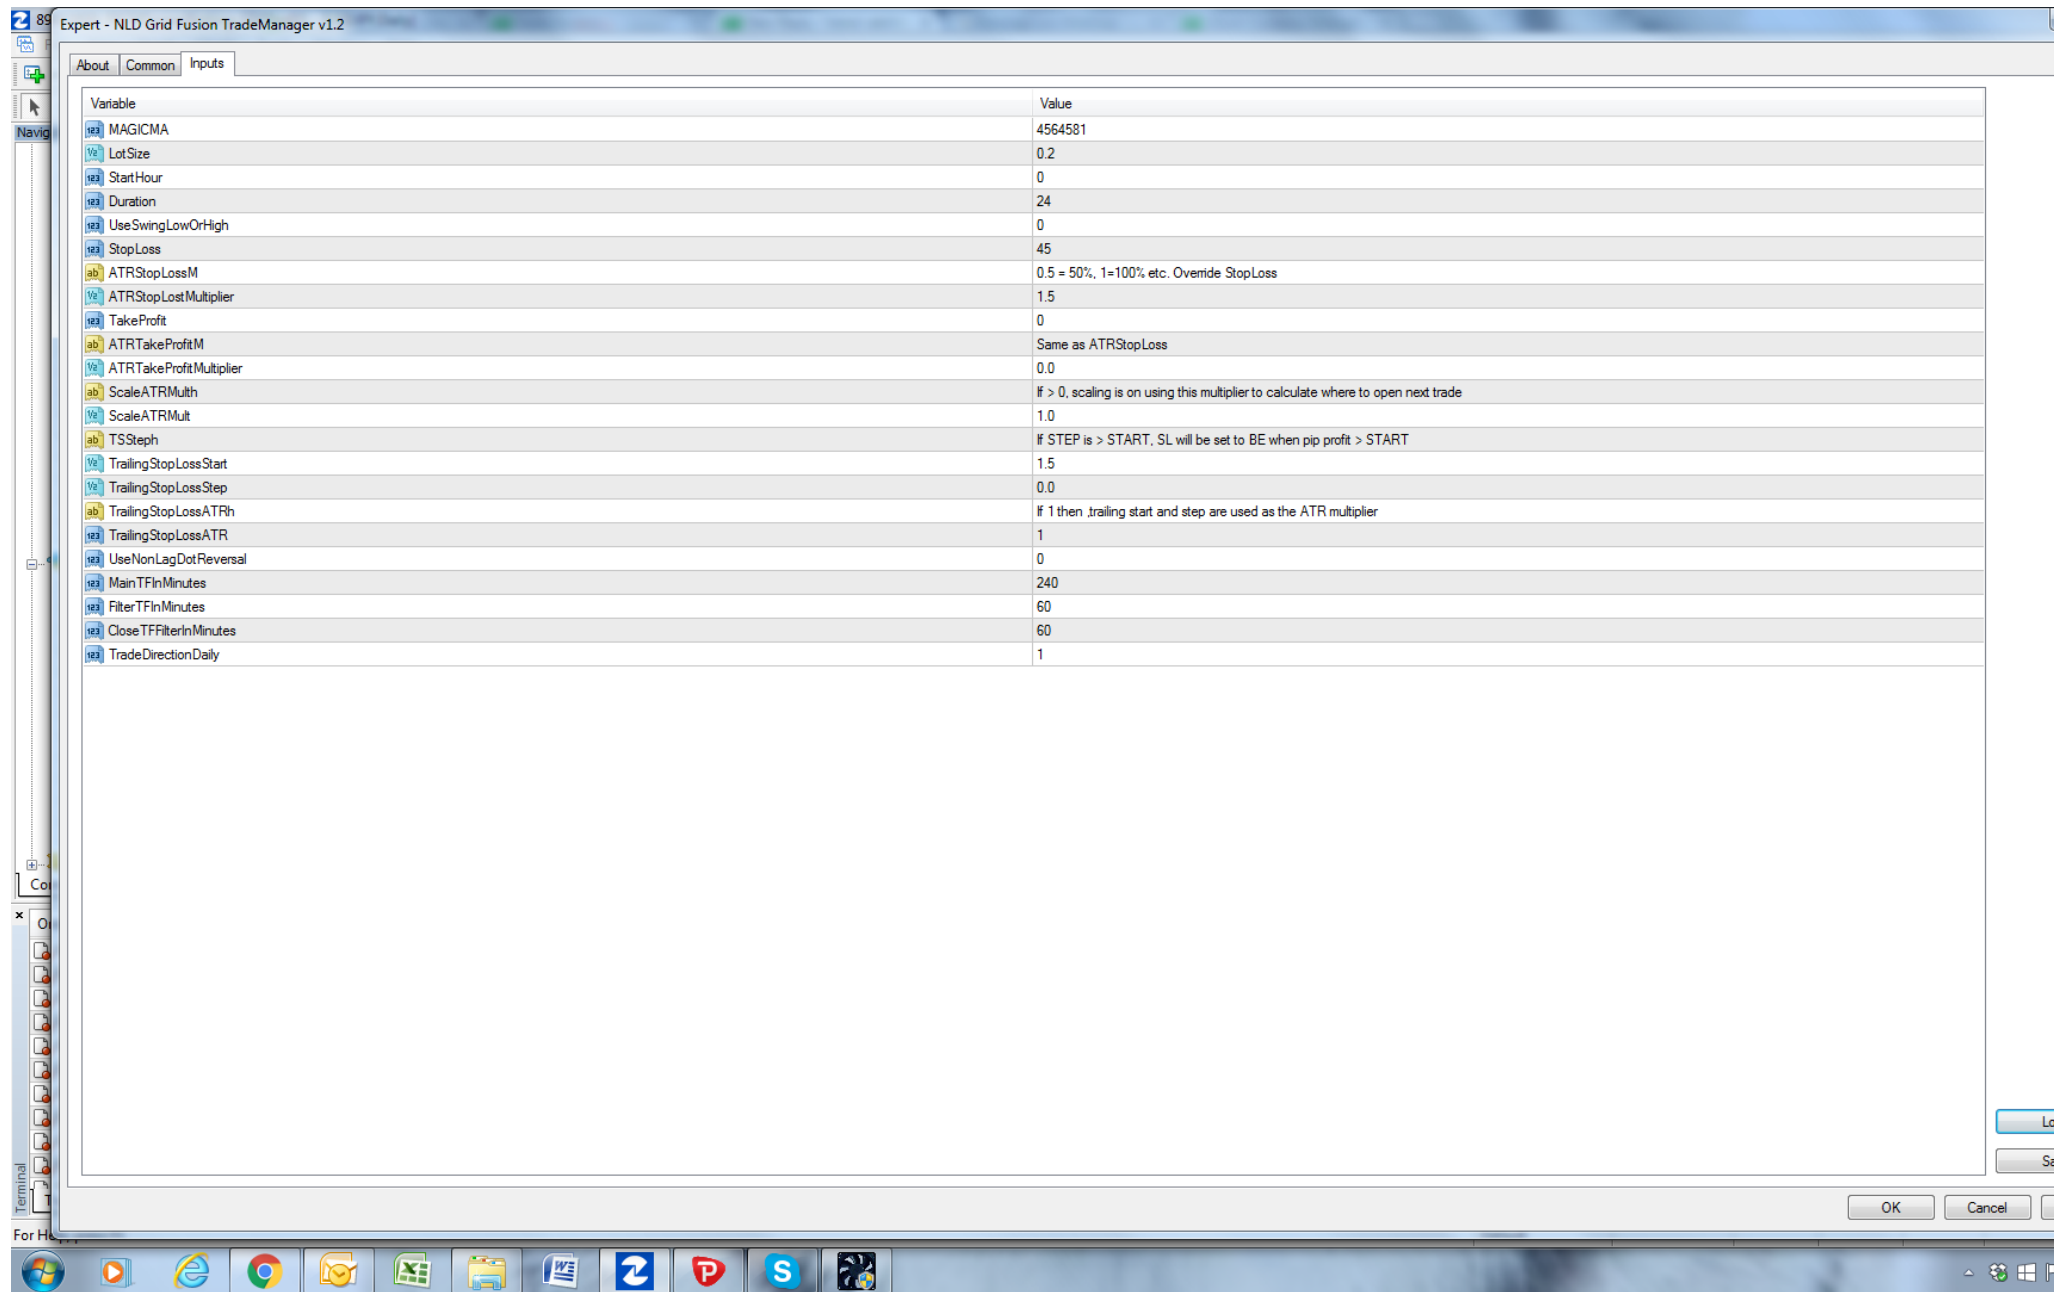 89
Expert - NLD Grid Fusion TradeManager v1.2
About Common Inputs
Navig
Variable Value
MAGICMA 4564581
LotSize 0.2
StartHour 0
Duration 24
UseSwingLowOrHigh 0
StopLoss 45
ATRStopLossM 0.5 = 50%, 1=100% etc. Override StopLoss
ATRStopLostMultiplier 1.5
TakeProfit 0
ATRTakeProfitM Same as ATRStopLoss
ATRTakeProfitMultiplier 0.0
ScaleATRMulth If > 0, scaling is on using this multiplier to calculate where to open next trade
ScaleATRMult 1.0
TSSteph If STEP is > START, SL will be set to BE when pip profit > START
TrailingStopLossStart 1.5
TrailingStopLossStep 0.0
TrailingStopLossATRh If 1 then ,trailing start and step are used as the ATR multiplier
TrailingStopLossATR 1
UseNonLagDotReversal 0
MainTFInMinutes 240
FilterTFInMinutes 60
CloseTFFilterInMinutes 60
TradeDirectionDaily 1
Co
Lo
Sa
Terminal
OK Cancel
For He